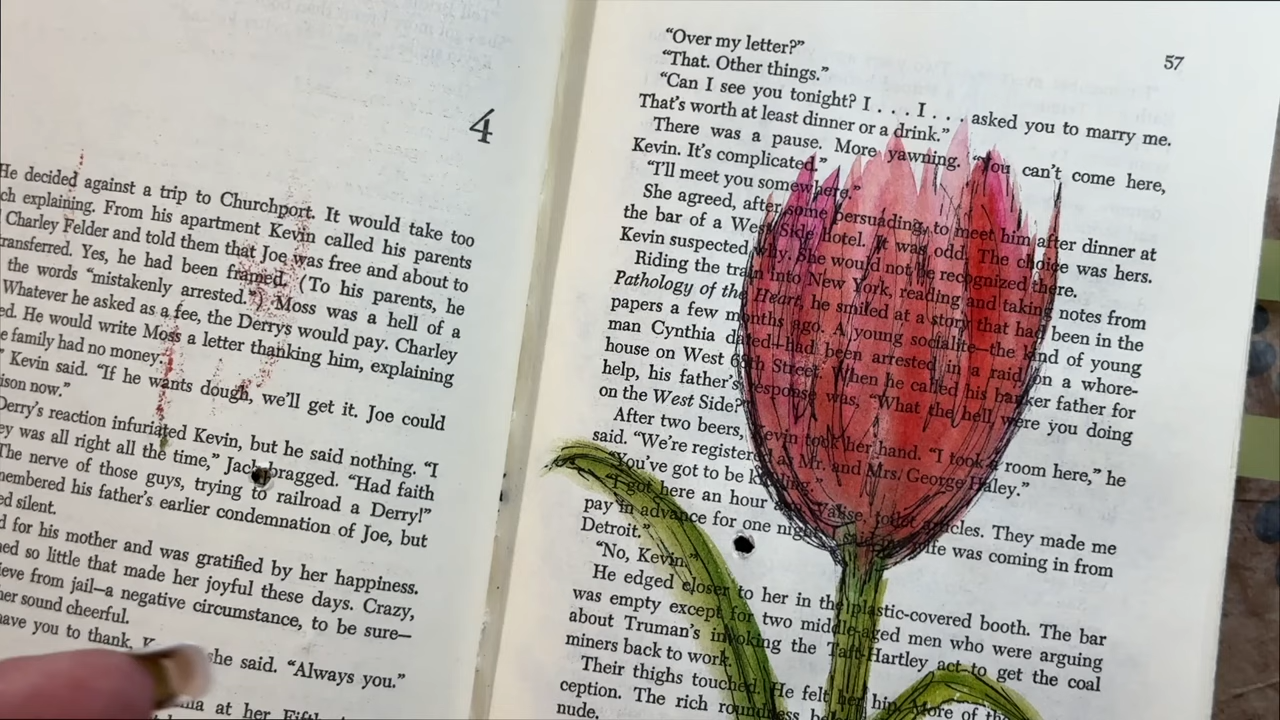 4
He decided against a trip to Churchport. It would take too
ch explaining. From his apartment Kevin called his parents
Charley Felder and told them that Joe was free and about to
ransferred. Yes, he had been framed. (To his parents, he
the words “mistakenly arrested.”) Moss was a hell of a
Whatever he asked as a fee, the Derrys would pay. Charley
ed. He would write Moss a letter thanking him, explaining
e family had no money.
” Kevin said. “If he wants dough, we’ll get it. Joe could
ison now.”
Derry’s reaction infuriated Kevin, but he said nothing. “I
ey was all right all the time,” Jack bragged. “Had faith
The nerve of those guys, trying to railroad a Derry!”
membered his father’s earlier condemnation of Joe, but
ed silent.
d for his mother and was gratified by her happiness.
ned so little that made her joyful these days. Crazy,
ieve from jail—a negative circumstance, to be sure—
her sound cheerful.
have you to thank, she said. “Always you.”
at her
57
“Over my letter?”
“That. Other things.”
“Can I see you tonight? I . . . I . . . asked you to marry me.
That’s worth at least dinner or a drink.”
There was a pause. More yawning. “You can’t come here,
Kevin. It’s complicated.”
“I’ll meet you somewhere.”
She agreed, after some persuading, to meet him after dinner at
the bar of a West Side hotel. It was odd. The choice was hers.
Kevin suspected why. She would not be recognized there.
Riding the train into New York, reading and taking notes from
Pathology of the Heart, he smiled at a story that had been in the
papers a few months ago. A young socialite—the kind of young
man Cynthia dated—had been arrested in a raid on a whore-
house on West 68th Street. When he called his banker father for
help, his father’s response was, “What the hell were you doing
on the West Side?”
After two beers, Kevin took her hand. “I took a room here,” he
said. “We’re registered as Mr. and Mrs. George Haley.”
“You’ve got to be kidding.”
“I got here an hour ago. Valise, toilet articles. They made me
pay in advance for one night. I said my wife was coming in from
Detroit.”
“No, Kevin.”
He edged closer to her in the plastic-covered booth. The bar
was empty except for two middle-aged men who were arguing
about Truman’s invoking the Taft-Hartley act to get the coal
miners back to work.
Their thighs touched. He felt her hip. More of
ception. The rich roundness
nude.